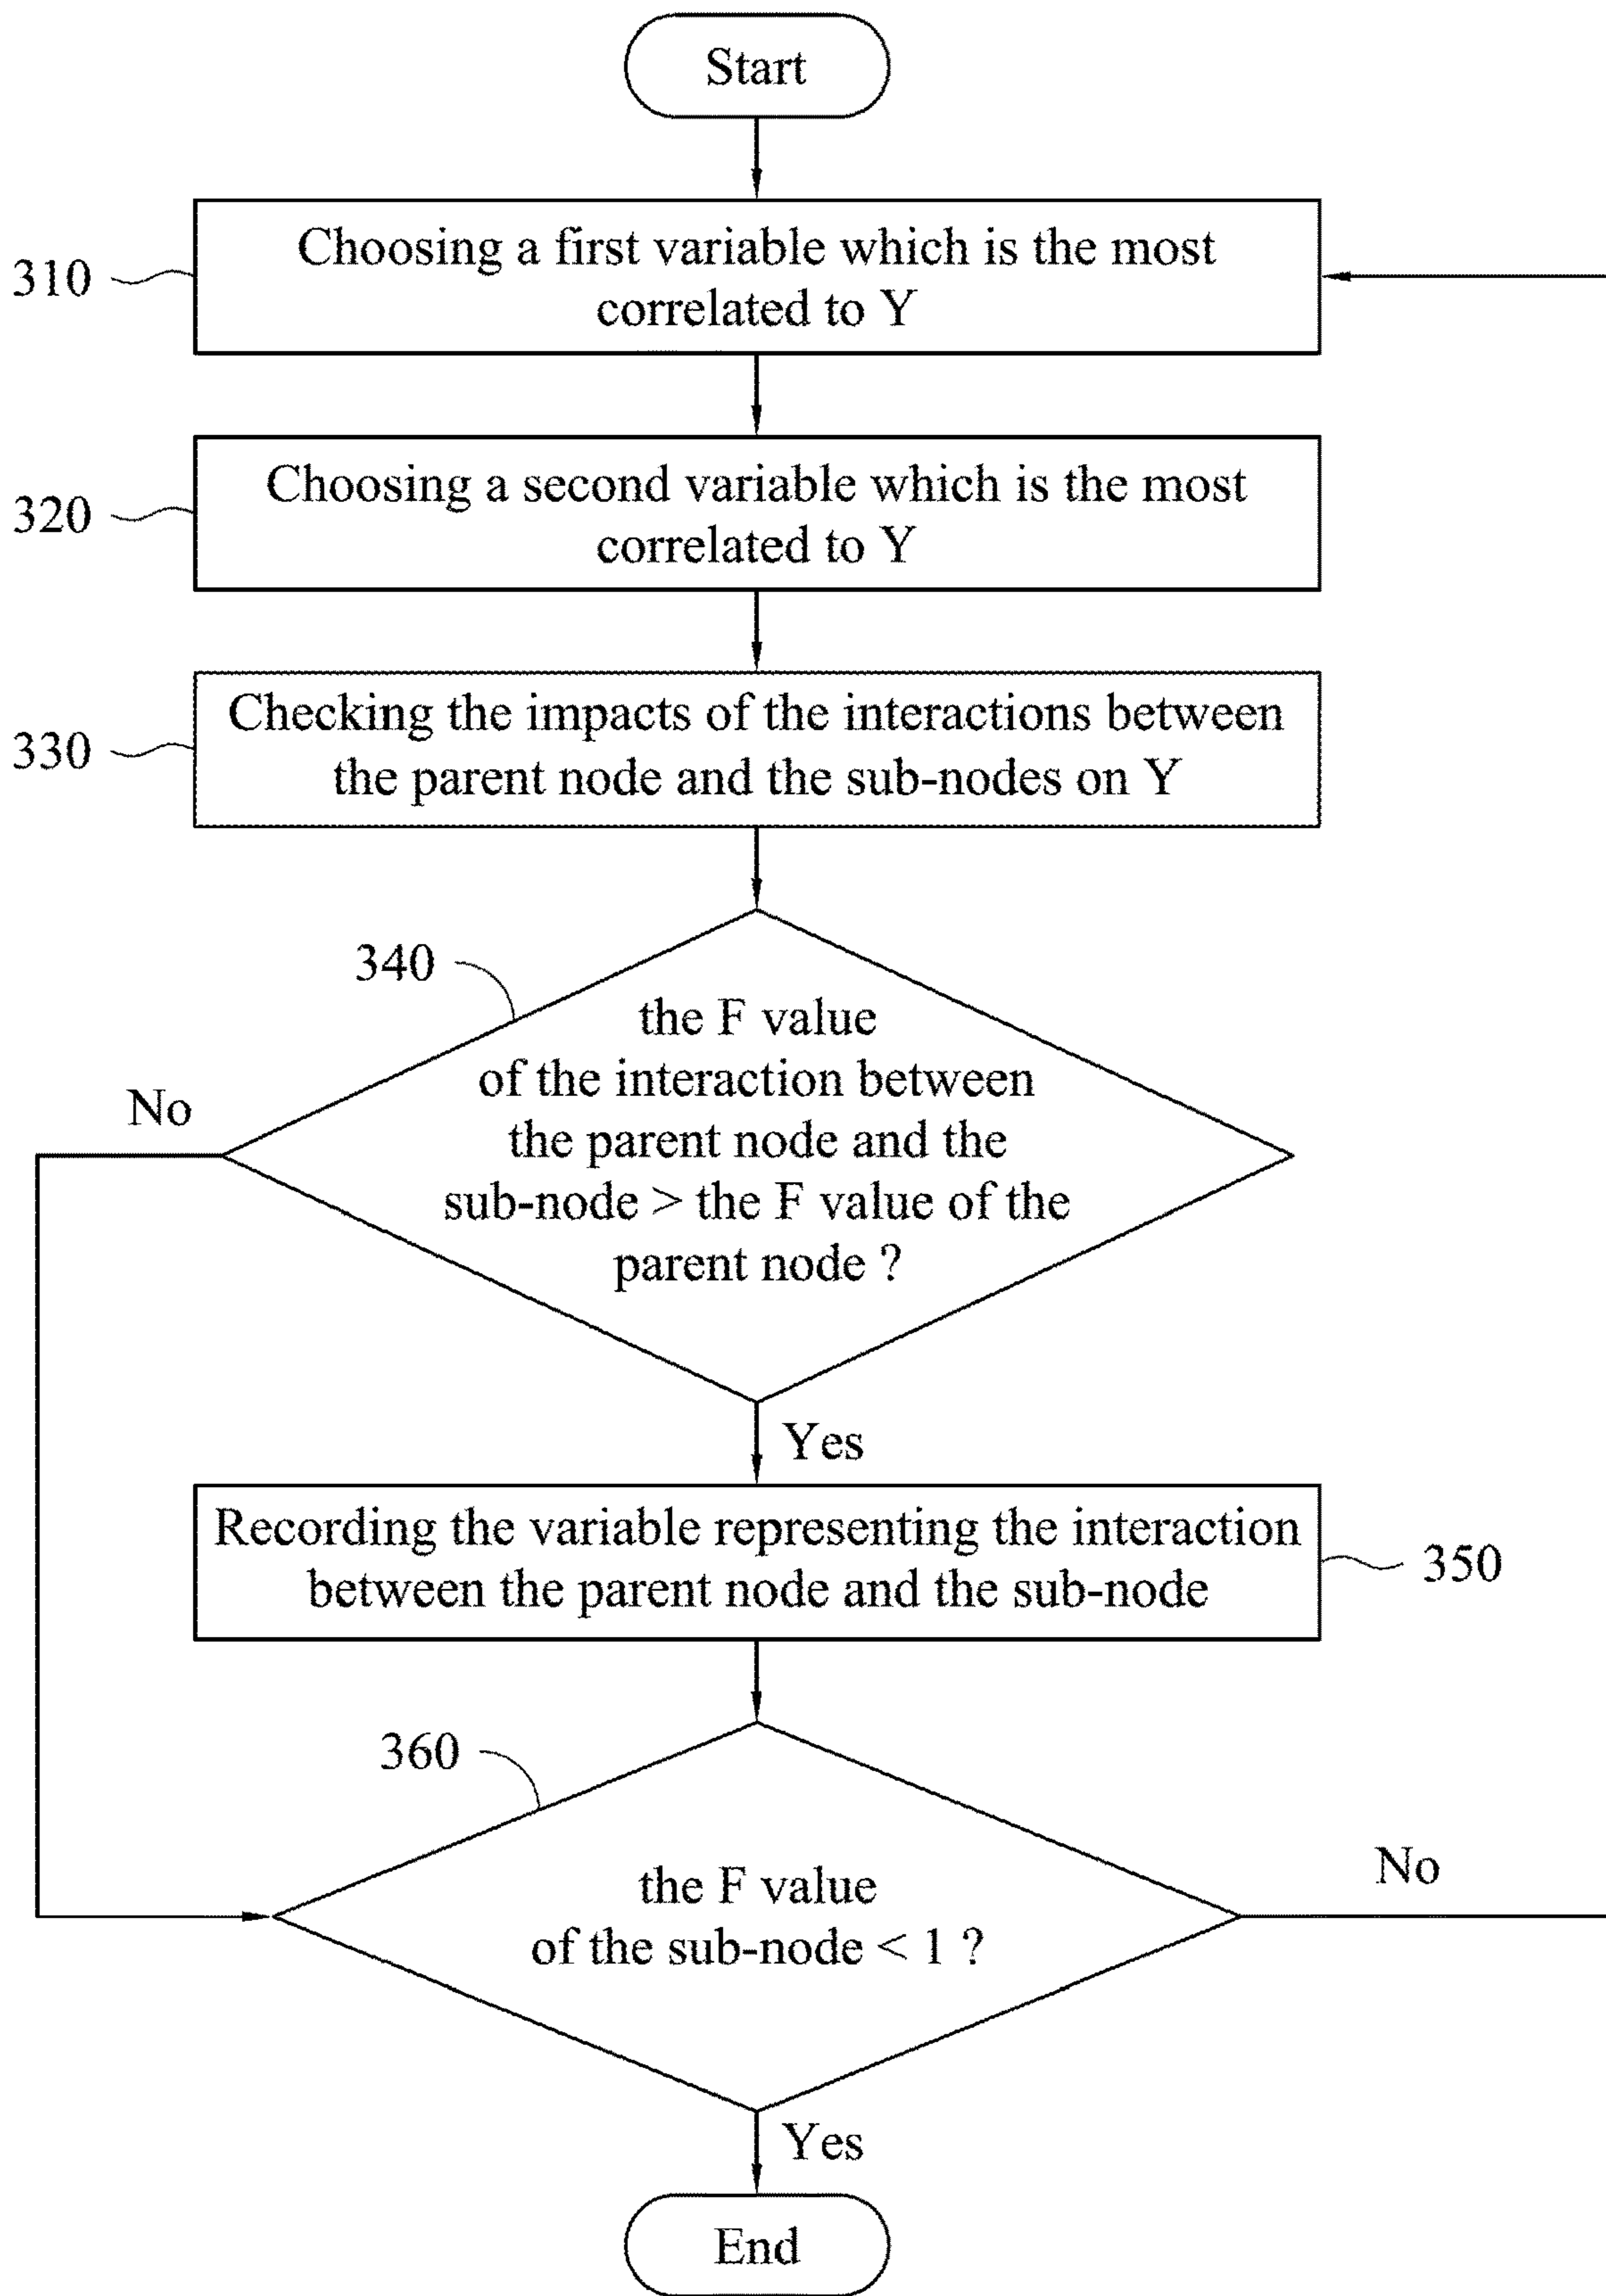 Start
310
Choosing a first variable which is the most
correlated to Y
320
Choosing a second variable which is the most
correlated to Y
330
Checking the impacts of the interactions between
the parent node and the sub-nodes on Y
340
the F value
of the interaction between
the parent node and the
sub-node > the F value of the
parent node ?
No
Yes
Recording the variable representing the interaction
between the parent node and the sub-node
350
360
the F value
of the sub-node < 1 ?
No
Yes
End